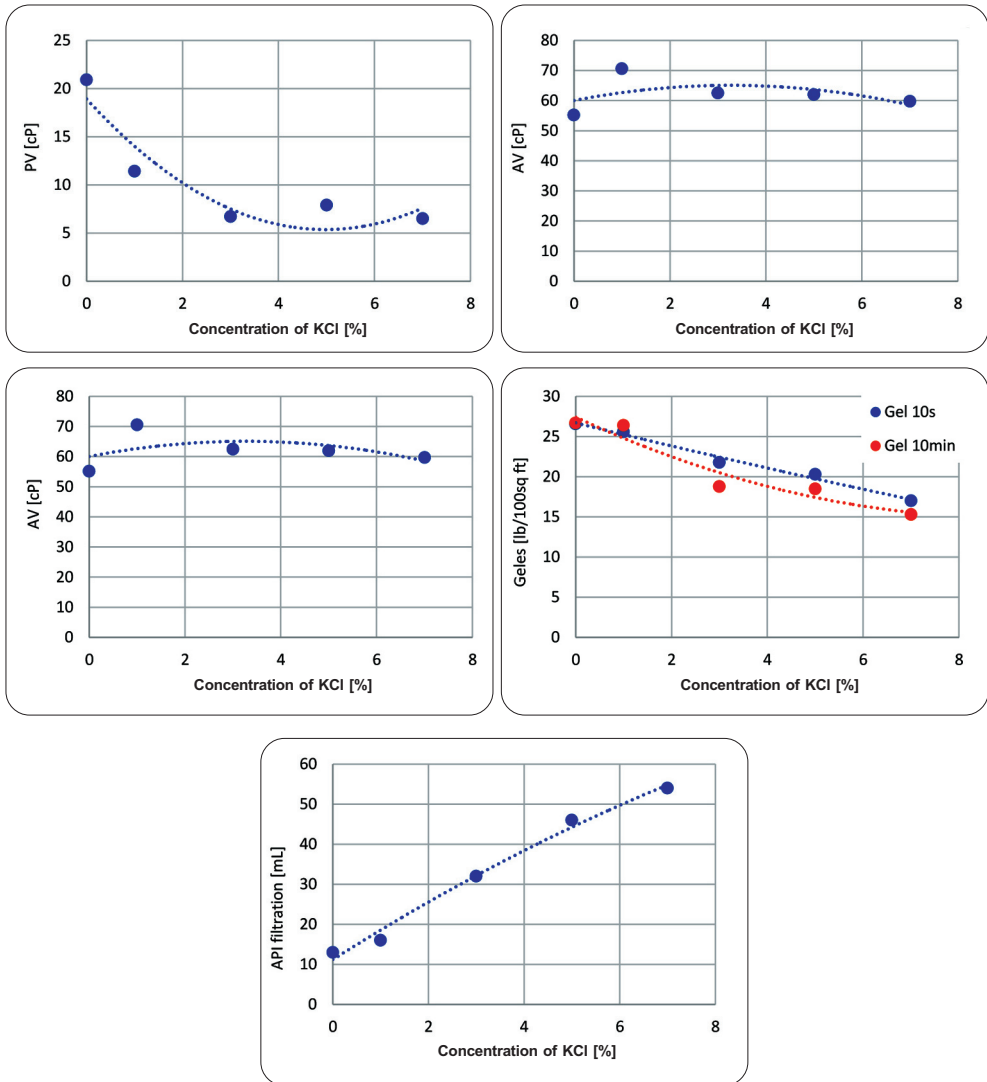 25
20
15
10
5
0
PV [cP]
0 2 4 6 8
Concentration of KCl [%]
80
70
60
50
40
30
20
10
0
AV [cP]
0 2 4 6 8
Concentration of KCl [%]
80
70
60
50
40
30
20
10
0
AV [cP]
0 2 4 6 8
Concentration of KCl [%]
30
25
20
15
10
5
0
Geles [lb/100sq ft]
Gel 10s
Gel 10min
0 2 4 6 8
Concentration of KCl [%]
60
50
40
30
20
10
0
API filtration [mL]
0 2 4 6 8
Concentration of KCl [%]